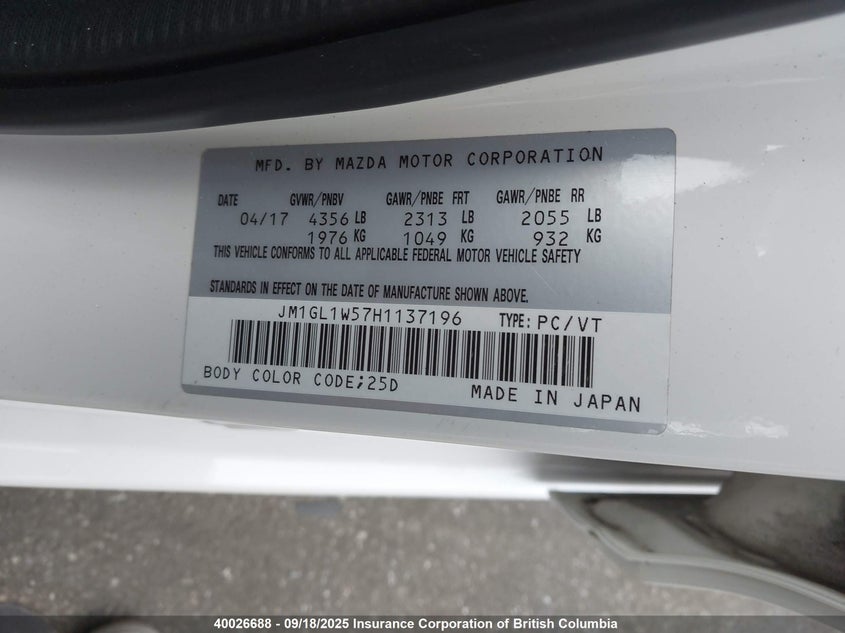 MFD. BY MAZDA MOTOR CORPORATION
DATE GVWR/PNBV GAWR/PNBE FRT GAWR/PNBE RR
04/17 4356 LB 2313 LB 2055 LB
1976 KG 1049 KG 932 KG
THIS VEHICLE CONFORMS TO ALL APPLICABLE FEDERAL MOTOR VEHICLE SAFETY
STANDARDS IN EFFECT ON THE DATE OF MANUFACTURE SHOWN ABOVE.
JM1GL1W57H1137196 TYPE: PC/VT
BODY COLOR CODE;25D MADE IN JAPAN
40026688 - 09/18/2025 Insurance Corporation of British Columbia